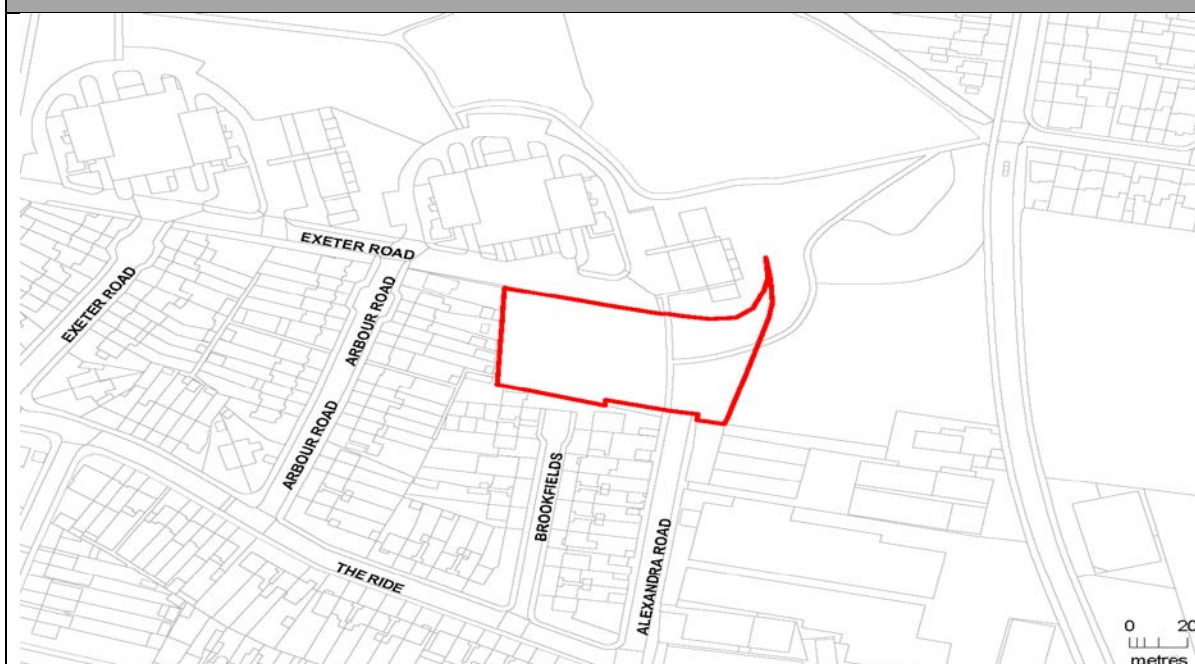 EXETER ROAD
EXETER ROAD
ARBOUR ROAD
ARBOUR ROAD
BROOKFIELDS
ALEXANDRA ROAD
THE RIDE
0 20
metres